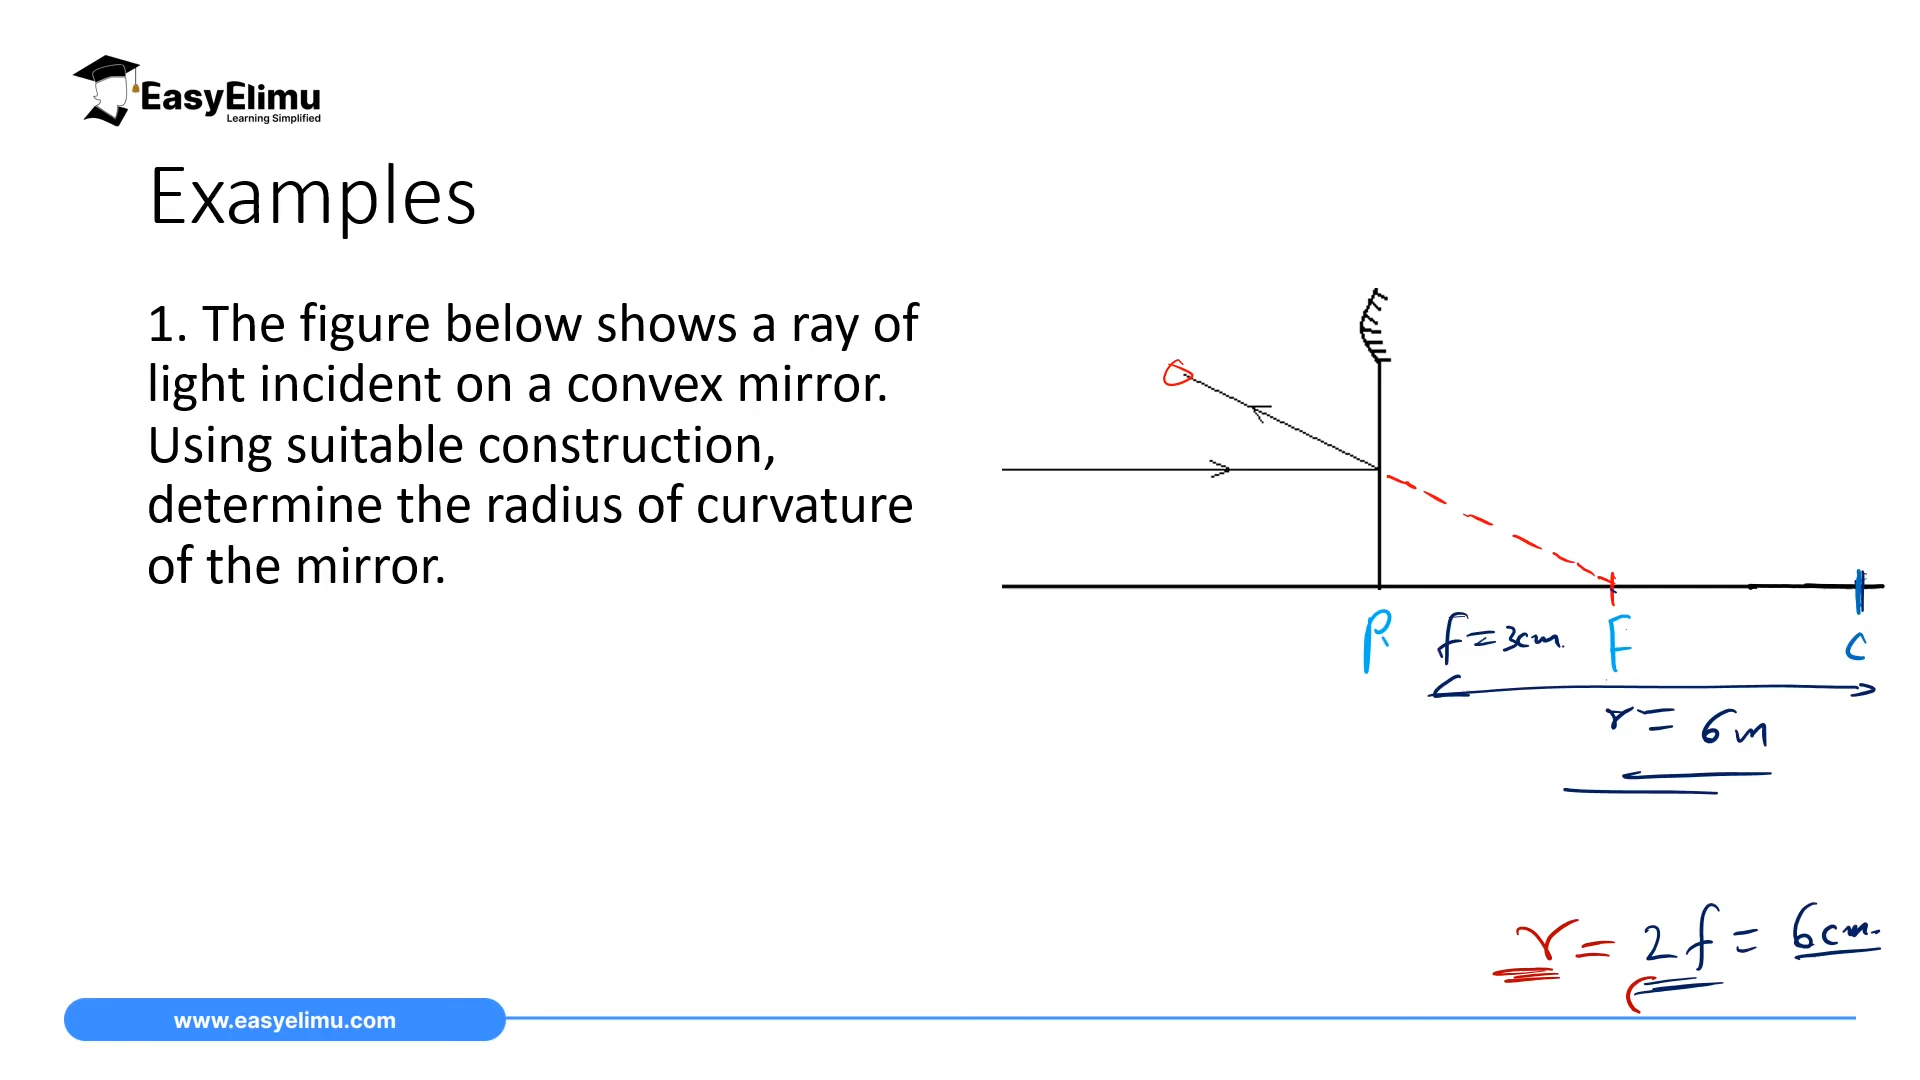 EasyElimu
Learning Simplified
Examples
1. The figure below shows a ray of
light incident on a convex mirror.
Using suitable construction,
determine the radius of curvature
of the mirror.
P f=3cm. F C
r= 6m
r= 2f= 6cm.
www.easyelimu.com